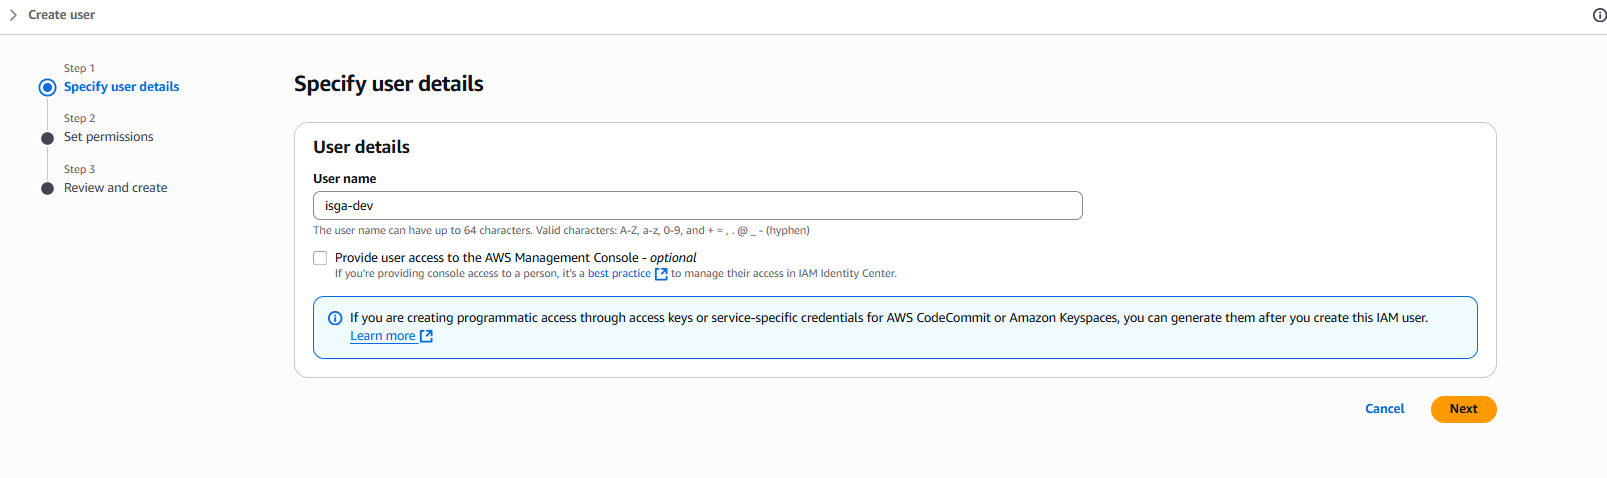 Create user
Step 1
Specify user details
Step 2
Set permissions
Step 3
Review and create
Specify user details
User details
User name
isga-dev
The user name can have up to 64 characters. Valid characters: A-Z, a-z, 0-9, and + = , . @ _ - (hyphen)
Provide user access to the AWS Management Console - optional
If you're providing console access to a person, it's a best practice to manage their access in IAM Identity Center.
If you are creating programmatic access through access keys or service-specific credentials for AWS CodeCommit or Amazon Keyspaces, you can generate them after you create this IAM user.
Learn more
Cancel
Next